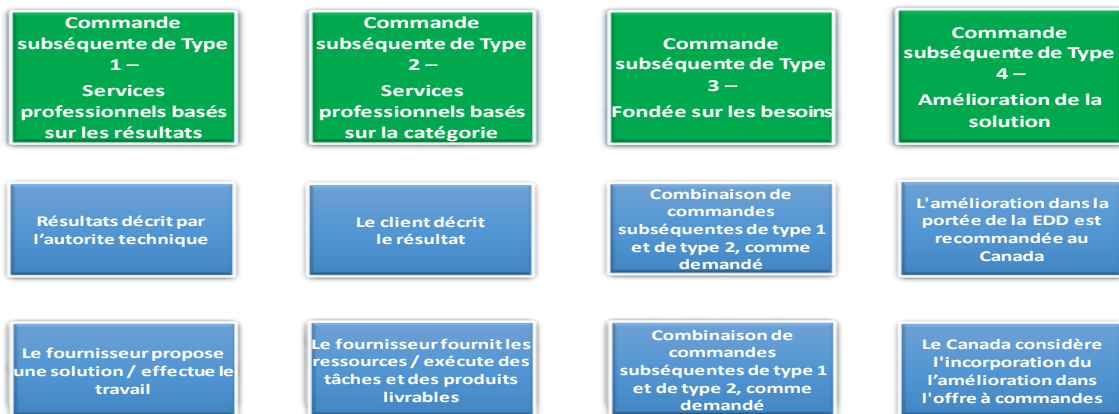 Commande
subséquente de Type
1 –
Services
professionnels basés
sur les résultats
Commande
subséquente de Type
2 –
Services
professionnels basés
sur la catégorie
Commande
subséquente de Type
3 –
Fondée sur les besoins
Commande
subséquente de Type
4 –
Amélioration de la
solution
Résultats décrit par
l’autorite technique
Le client décrit
le résultat
Combinaison de
commandes
subséquentes de type 1
et de type 2, comme
demandé
L'amélioration dans la
portée de la EDD est
recommandée au
Canada
Le fournisseur propose
une solution / effectue le
travail
Le fournisseur fournit les
ressources / exécute des
tâches et des produits
livrables
Combinaison de
commandes
subséquentes de type 1
et de type 2, comme
demandé
Le Canada considère
l'incorporation du
l’amélioration dans
l'offre à commandes